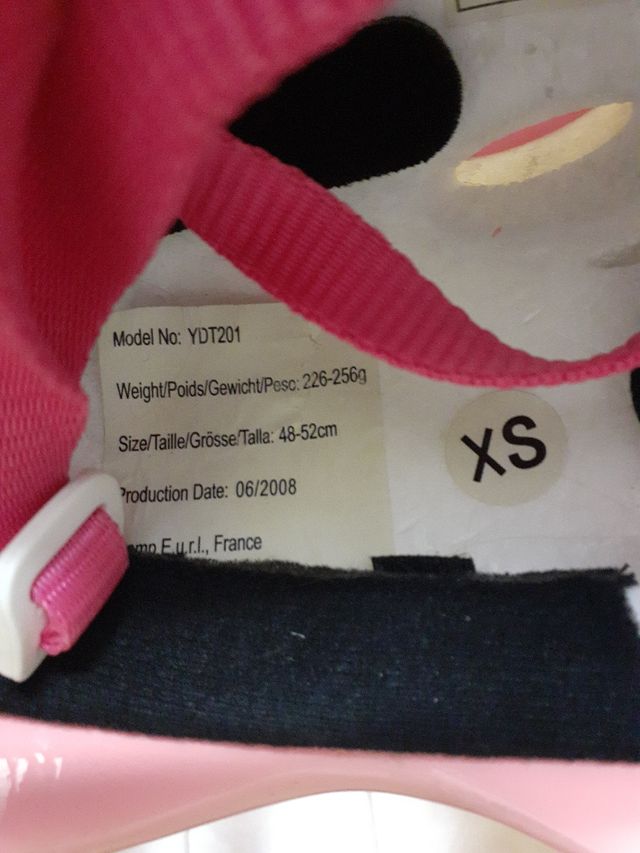 Model No: YDT201
Weight/Poids/Gewicht/Peso: 226-256g
Size/Taille/Grösse/Talla: 48-52cm
Production Date: 06/2008
E.u.r.l., France
XS